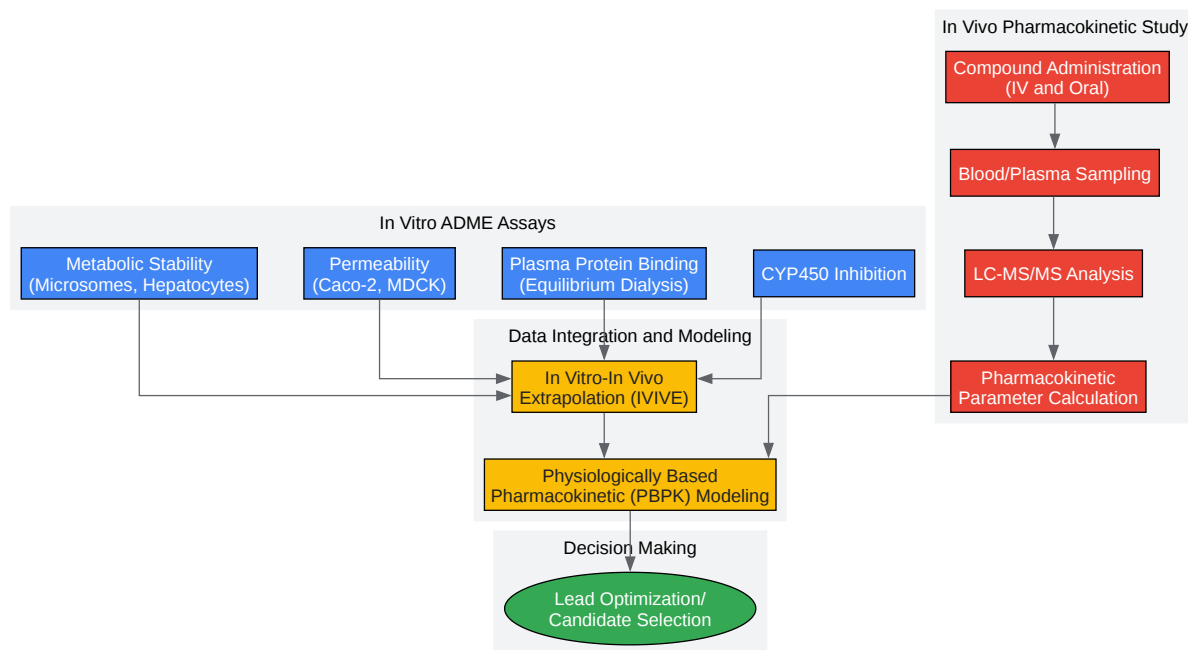 In Vivo Pharmacokinetic Study
Compound Administration
(IV and Oral)
Blood/Plasma Sampling
LC-MS/MS Analysis
Pharmacokinetic
Parameter Calculation
In Vitro ADME Assays
Metabolic Stability
(Microsomes, Hepatocytes)
Permeability
(Caco-2, MDCK)
Plasma Protein Binding
(Equilibrium Dialysis)
CYP450 Inhibition
Data Integration and Modeling
In Vitro-In Vivo
Extrapolation (IVIVE)
Physiologically Based
Pharmacokinetic (PBPK) Modeling
Decision Making
Lead Optimization/
Candidate Selection